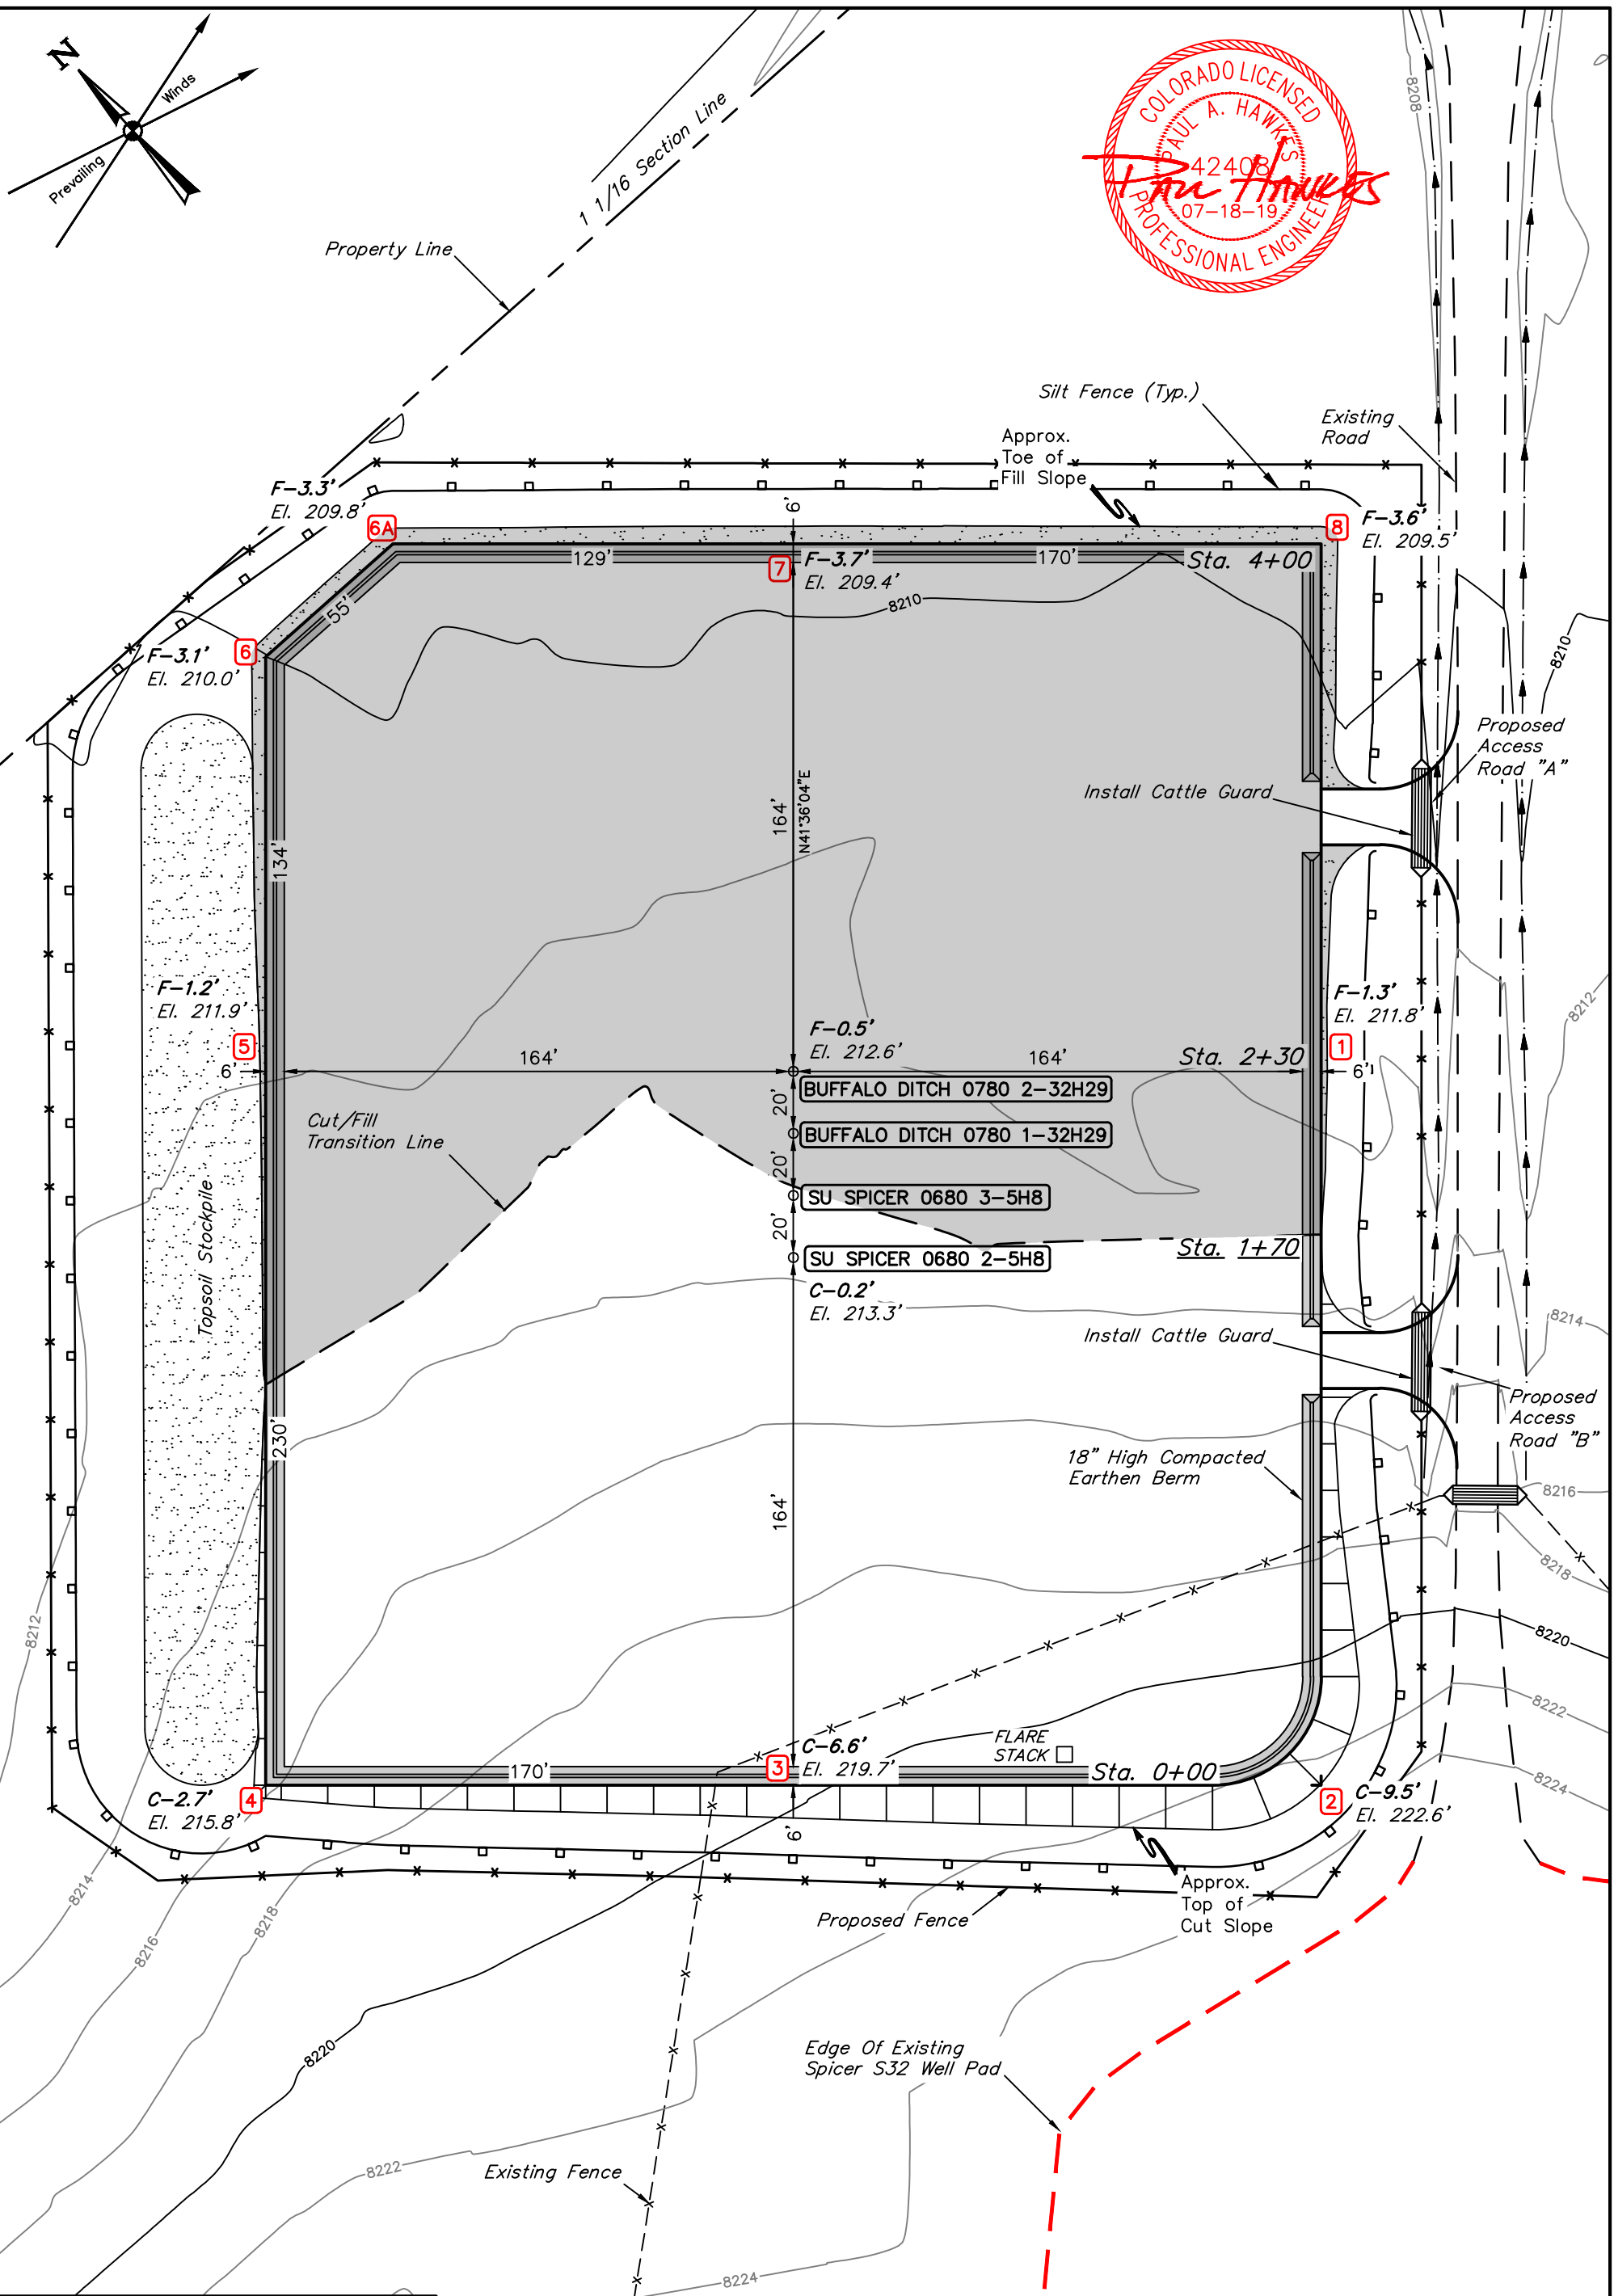 N
Winds
Prevailing
COLORADO LICENSED
PAUL A. HAWKES
42408
Paul Hawkes
07-18-19
PROFESSIONAL ENGINEER
8208
1 1/16 Section Line
Property Line
Silt Fence (Typ.)
Existing
Road
Approx.
Toe of
Fill Slope
F-3.3'
El. 209.8'
6A
6'
8
F-3.6'
El. 209.5'
129'
7
F-3.7'
El. 209.4'
170'
Sta. 4+00
55'
8210
6
F-3.1'
El. 210.0'
8210
Proposed
Access
Road "A"
Install Cattle Guard
164'
N41°36'04"E
134'
F-1.2'
El. 211.9'
F-1.3'
El. 211.8'
8212
F-0.5'
El. 212.6'
5
6'
164'
164'
Sta. 2+30
1
6'
BUFFALO DITCH 0780 2-32H29
20'
Cut/Fill
Transition Line
BUFFALO DITCH 0780 1-32H29
20'
SU SPICER 0680 3-5H8
20'
Topsoil Stockpile
Sta. 1+70
SU SPICER 0680 2-5H8
C-0.2'
El. 213.3'
8214
Install Cattle Guard
Proposed
Access
Road "B"
230'
18" High Compacted
Earthen Berm
8216
164'
8218
8212
8220
8222
FLARE
STACK
C-6.6'
El. 219.7'
3
170'
Sta. 0+00
8224
C-2.7'
El. 215.8'
4
2
C-9.5'
El. 222.6'
6'
8214
8216
8218
Approx.
Top of
Cut Slope
Proposed Fence
8220
Edge Of Existing
Spicer S32 Well Pad
8222
Existing Fence
8224